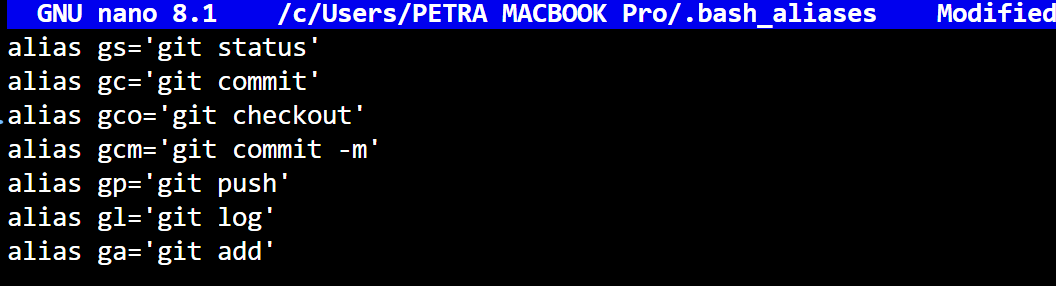 GNU nano 8.1    /c/Users/PETRA MACBOOK Pro/.bash_aliases    Modified
alias gs='git status'
alias gc='git commit'
alias gco='git checkout'
alias gcm='git commit -m'
alias gp='git push'
alias gl='git log'
alias ga='git add'